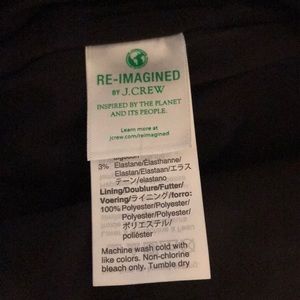 RE-IMAGINED
BY J.CREW
INSPIRED BY THE PLANET
AND ITS PEOPLE.
Learn more at
jcrew.com/reimagined
3% Elastane/Élasthanne/
Elastan/Elastaan/エラス
テーン/elastano
Lining/Doublure/Futter/
Voering/ライニング/forro:
100% Polyester/Polyester/
Polyester/Polyester/
ポリエステル/
poliéster
Machine wash cold with
like colors. Non-chlorine
bleach only. Tumble dry